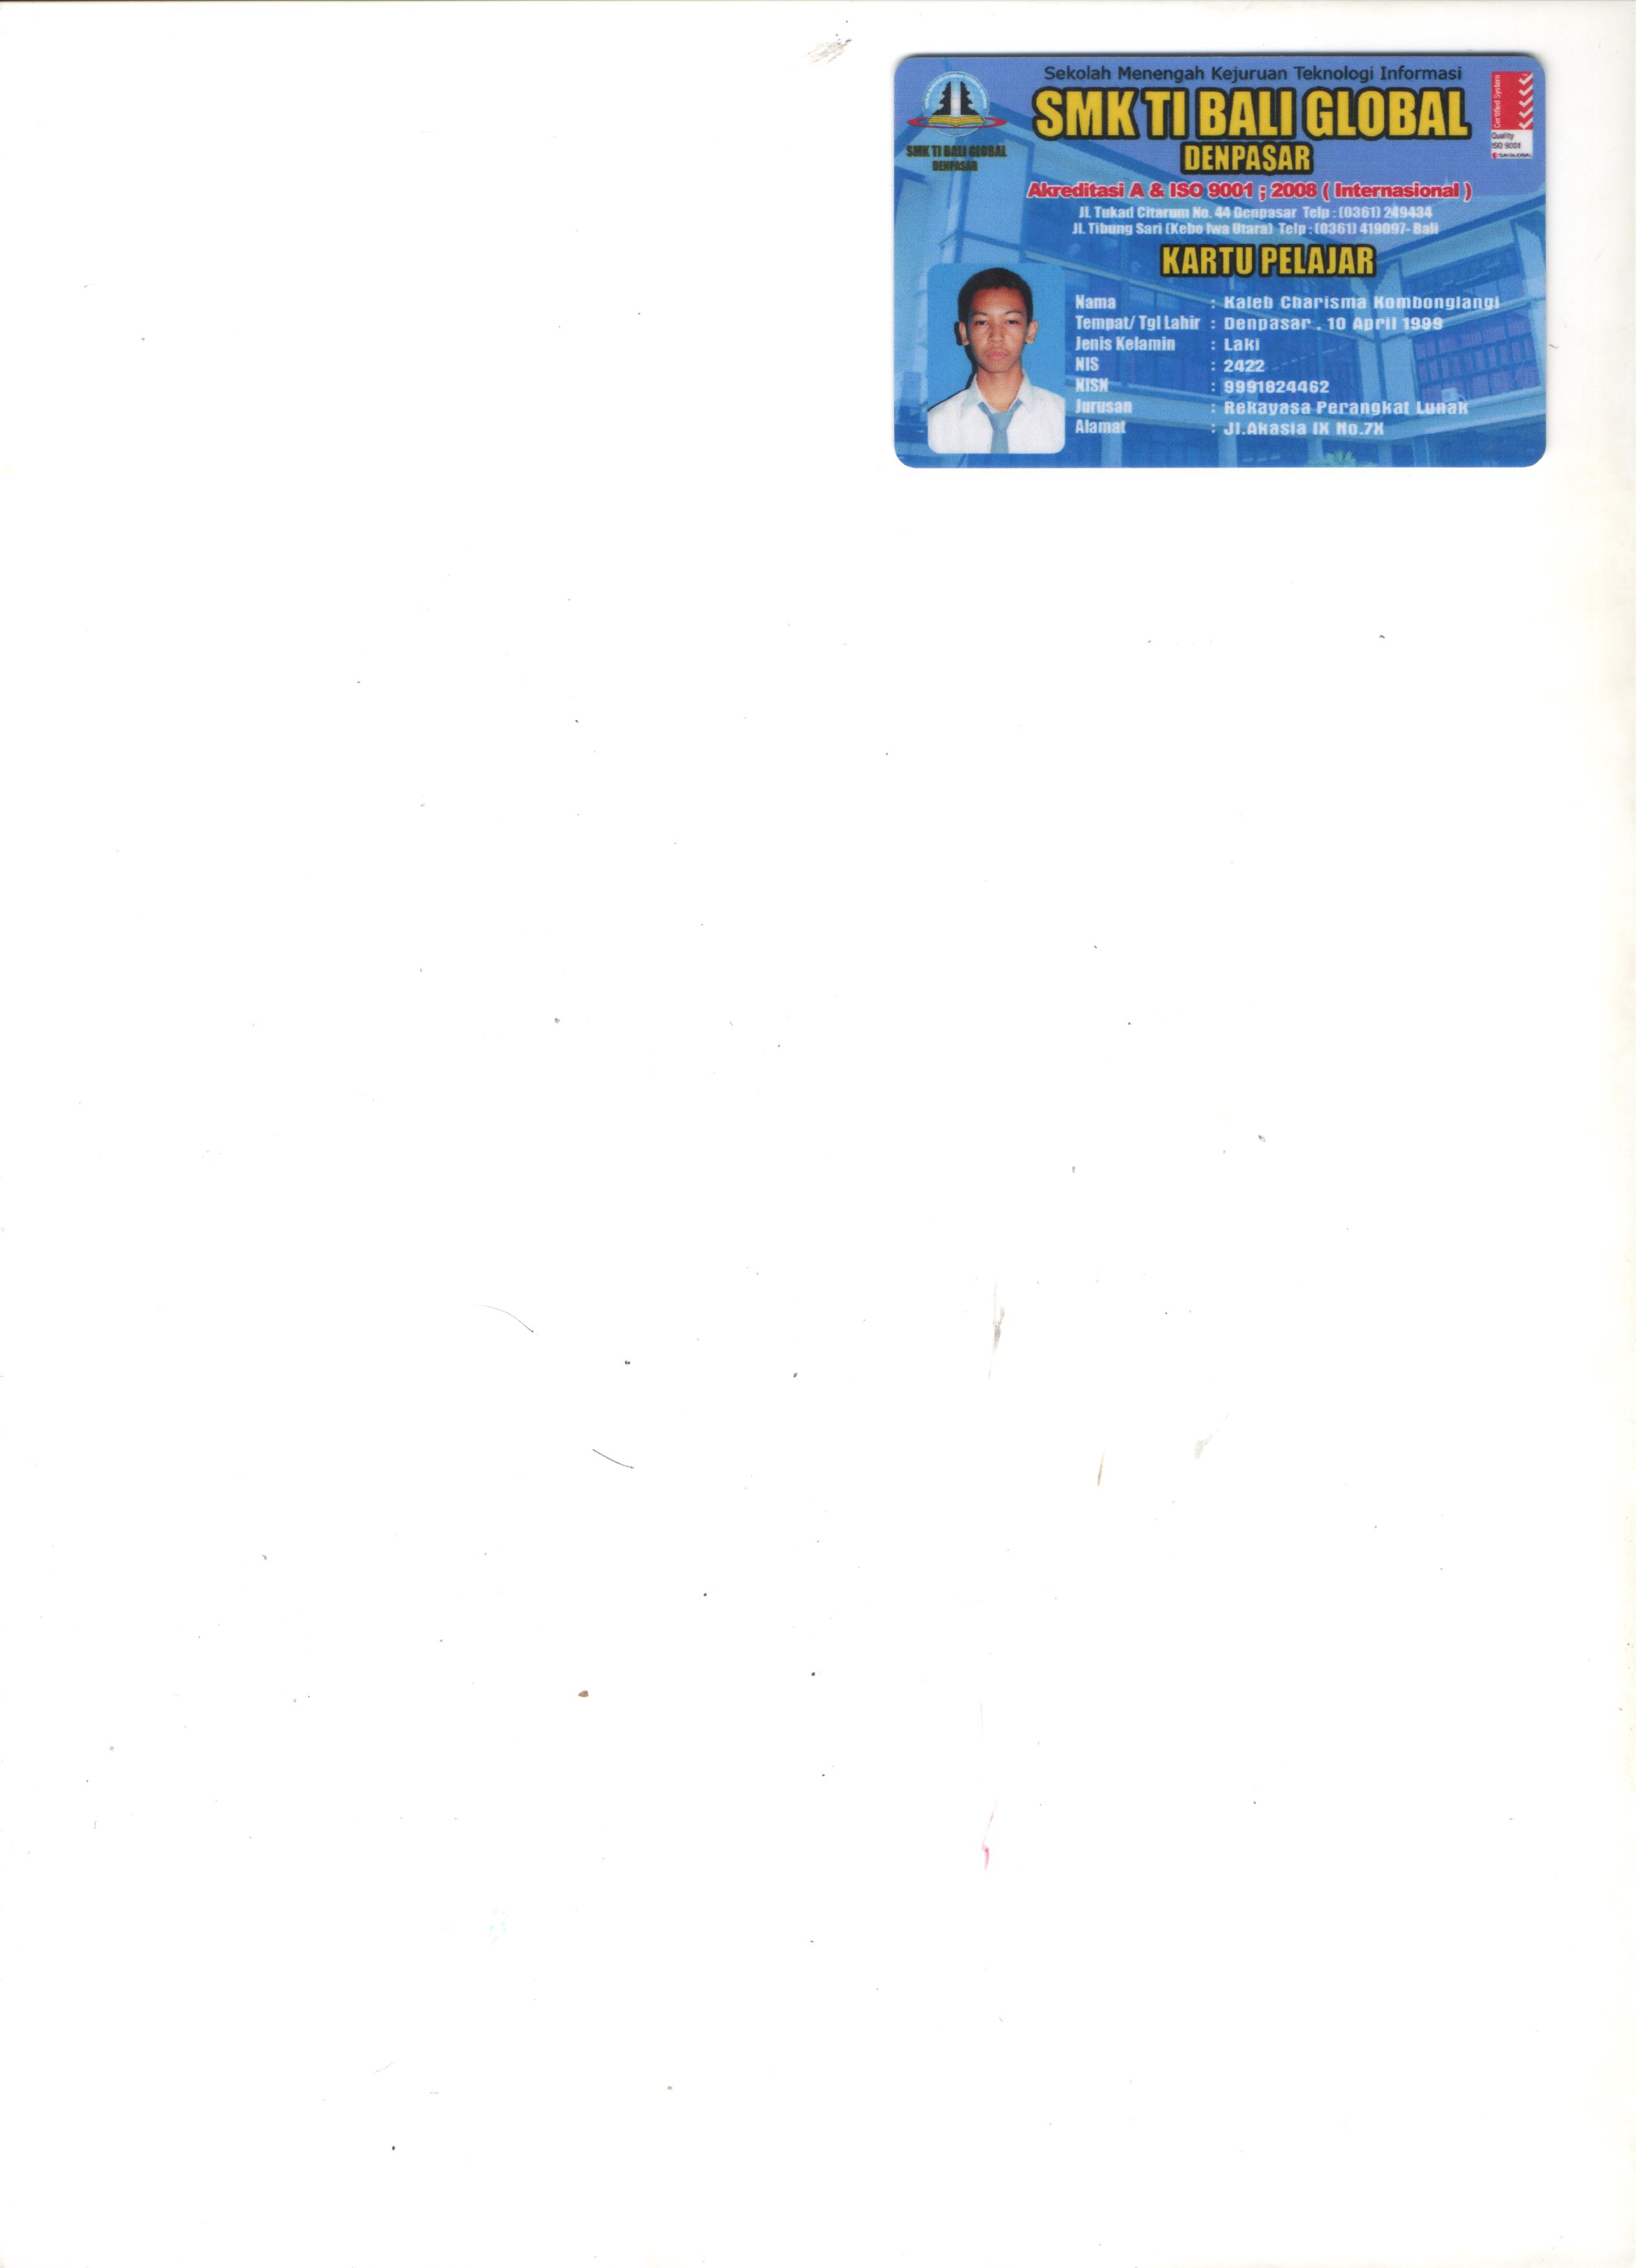 Sekolah Menengah Kejuruan Teknologi Informasi
SMK TI BALI GLOBAL
DENPASAR
SMK TI BALI GLOBAL
DENPASAR
Certified System
Quality
ISO 9001
SAI GLOBAL
Akreditasi A & ISO 9001 ; 2008 ( Internasional )
Jl. Tukad Citarum No. 44 Denpasar Telp : (0361) 249434
Jl. Tibung Sari (Kebo Iwa Utara) Telp : (0361) 419097- Bali
KARTU PELAJAR
Nama : Kaleb Charisma Kombonglangi
Tempat/ Tgl Lahir : Denpasar , 10 April 1999
Jenis Kelamin : Laki
NIS : 2422
NISN : 9991824462
Jurusan : Rekayasa Perangkat Lunak
Alamat : Jl.Akasia IX No.7X